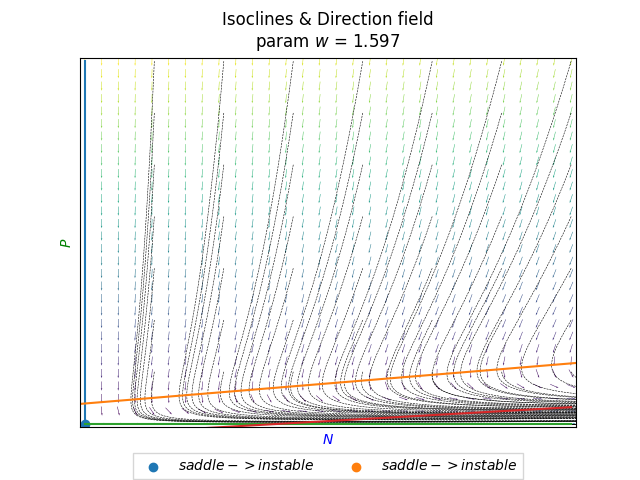 Isoclines & Direction field
param w = 1.597
P
N
saddle−>instable saddle−>instable